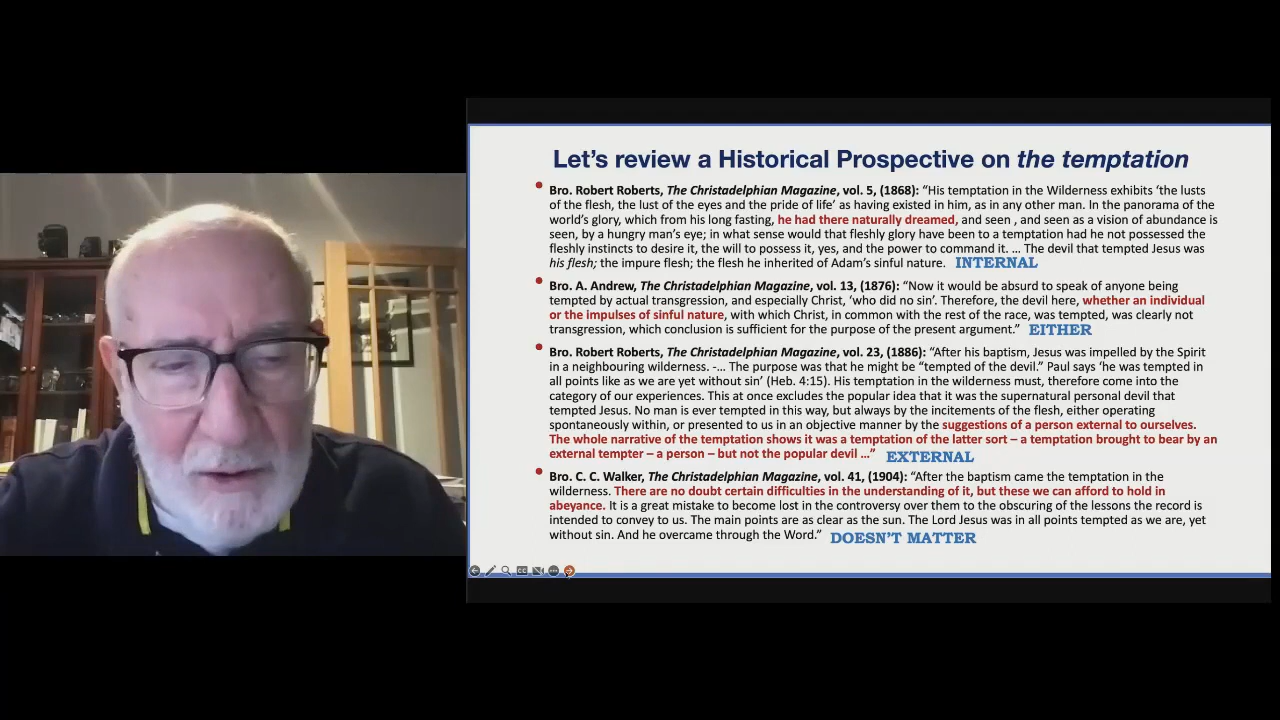 Let's review a Historical Prospective on the temptation
Bro. Robert Roberts, The Christadelphian Magazine, vol. 5, (1868): “His temptation in the Wilderness exhibits ‘the lusts
of the flesh, the lust of the eyes and the pride of life’ as having existed in him, as in any other man. In the panorama of the
world’s glory, which from his long fasting, he had there naturally dreamed, and seen , and seen as a vision of abundance is
seen, by a hungry man’s eye; in what sense would that fleshly glory have been to a temptation had he not possessed the
fleshly instincts to desire it, the will to possess it, yes, and the power to command it. … The devil that tempted Jesus was
his flesh; the impure flesh; the flesh he inherited of Adam’s sinful nature. INTERNAL
Bro. A. Andrew, The Christadelphian Magazine, vol. 13, (1876): “Now it would be absurd to speak of anyone being
tempted by actual transgression, and especially Christ, ‘who did no sin’. Therefore, the devil here, whether an individual
or the impulses of sinful nature, with which Christ, in common with the rest of the race, was tempted, was clearly not
transgression, which conclusion is sufficient for the purpose of the present argument.” EITHER
Bro. Robert Roberts, The Christadelphian Magazine, vol. 23, (1886): “After his baptism, Jesus was impelled by the Spirit
in a neighbouring wilderness. -… The purpose was that he might be “tempted of the devil.” Paul says ‘he was tempted in
all points like as we are yet without sin’ (Heb. 4:15). His temptation in the wilderness must, therefore come into the
category of our experiences. This at once excludes the popular idea that it was the supernatural personal devil that
tempted Jesus. No man is ever tempted in this way, but always by the incitements of the flesh, either operating
spontaneously within, or presented to us in an objective manner by the suggestions of a person external to ourselves.
The whole narrative of the temptation shows it was a temptation of the latter sort – a temptation brought to bear by an
external tempter – a person – but not the popular devil …” EXTERNAL
Bro. C. C. Walker, The Christadelphian Magazine, vol. 41, (1904): “After the baptism came the temptation in the
wilderness. There are no doubt certain difficulties in the understanding of it, but these we can afford to hold in
abeyance. It is a great mistake to become lost in the controversy over them to the obscuring of the lessons the record is
intended to convey to us. The main points are as clear as the sun. The Lord Jesus was in all points tempted as we are, yet
without sin. And he overcame through the Word.” DOESN’T MATTER